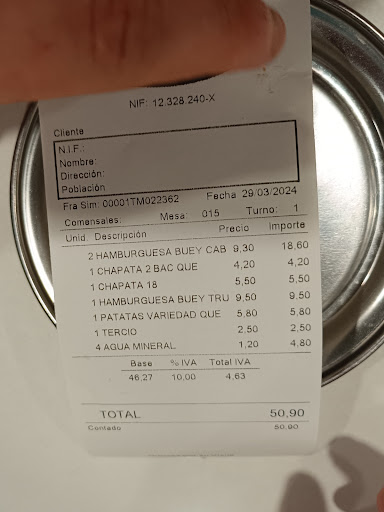 NIF: 12.328.240-X
Cliente
N.I.F.:
Nombre:
Dirección:
Población
Fra Sim: 00001TM022362 Fecha 29/03/2024
Comensales: Mesa: 015 Turno: 1
Unid. Descripción Precio Importe
2 HAMBURGUESA BUEY CAB 9,30 18,60
1 CHAPATA 2 BAC QUE 4,20 4,20
1 CHAPATA 18 5,50 5,50
1 HAMBURGUESA BUEY TRU 9,50 9,50
1 PATATAS VARIEDAD QUE 5,80 5,80
1 TERCIO 2,50 2,50
4 AGUA MINERAL 1,20 4,80
Base % IVA Total IVA
46,27 10,00 4,63
TOTAL 50,90
Contado 50,90